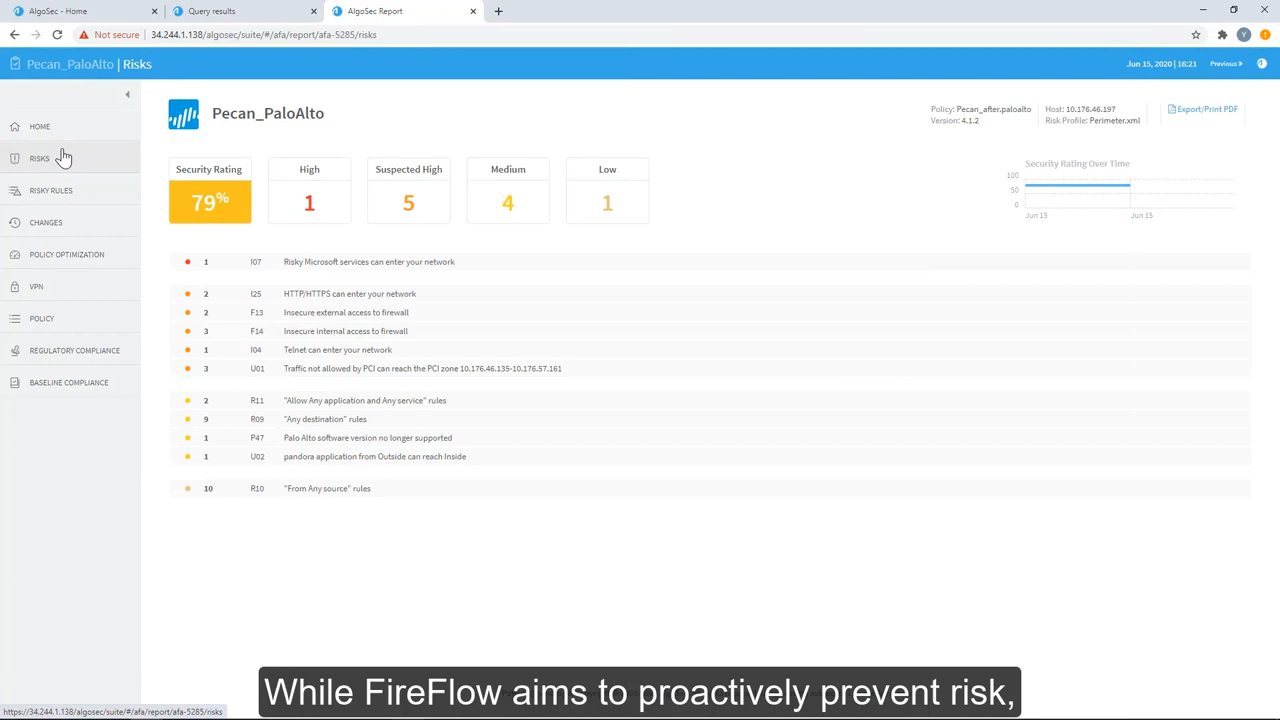 AlgoSec - Home
Query results
AlgoSec Report
Not secure
34.244.1.138/algosec/suite/#/afa/report/afa-5285/risks
Y
Pecan_PaloAlto | Risks
Jun 15, 2020 | 16:21
Previous
HOME
RISKS
RISKY RULES
CHANGES
POLICY OPTIMIZATION
VPN
POLICY
REGULATORY COMPLIANCE
BASELINE COMPLIANCE
Pecan_PaloAlto
Policy: Pecan_after.paloalto
Version: 4.1.2
Host: 10.176.46.197
Risk Profile: Perimeter.xml
Export/Print PDF
Security Rating
79%
High
1
Suspected High
5
Medium
4
Low
1
Security Rating Over Time
100
50
0
Jun 15
Jun 15
1 I07 Risky Microsoft services can enter your network
2 I25 HTTP/HTTPS can enter your network
2 F13 Insecure external access to firewall
3 F14 Insecure internal access to firewall
1 I04 Telnet can enter your network
3 U01 Traffic not allowed by PCI can reach the PCI zone 10.176.46.135-10.176.57.161
2 R11 "Allow Any application and Any service" rules
9 R09 "Any destination" rules
1 P47 Palo Alto software version no longer supported
1 U02 pandora application from Outside can reach Inside
10 R10 "From Any source" rules
While FireFlow aims to proactively prevent risk,
https://34.244.1.138/algosec/suite/#/afa/report/afa-5285/risks